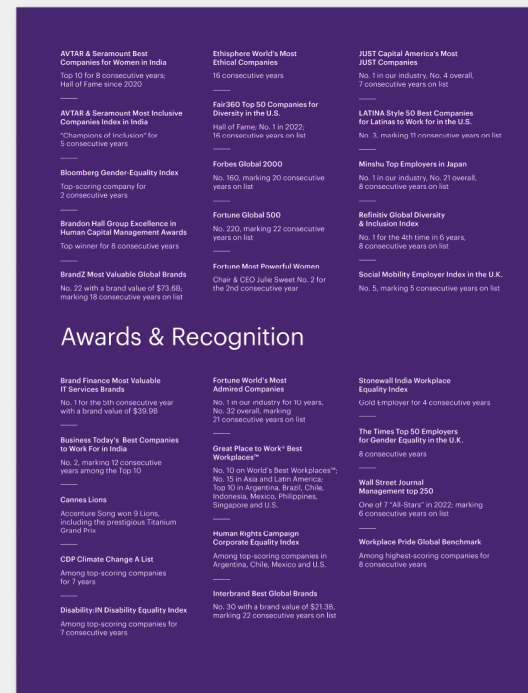 AVTAR & Seramount Best
Companies for Women in India
Top 10 for 8 consecutive years;
Hall of Fame since 2020
AVTAR & Seramount Most Inclusive
Companies Index in India
"Champions of Inclusion" for
5 consecutive years
Bloomberg Gender-Equality Index
Top-scoring company for
2 consecutive years
Brandon Hall Group Excellence in
Human Capital Management Awards
Top winner for 8 consecutive years
BrandZ Most Valuable Global Brands
No. 22 with a brand value of $73.6B;
marking 18 consecutive years on list
Ethisphere World's Most
Ethical Companies
16 consecutive years
Fair360 Top 50 Companies for
Diversity in the U.S.
Hall of Fame; No. 1 in 2022;
16 consecutive years on list
Forbes Global 2000
No. 160, marking 20 consecutive
years on list
Fortune Global 500
No. 220, marking 22 consecutive
years on list
Fortune Most Powerful Women
Chair & CEO Julie Sweet No. 2 for
the 2nd consecutive year
JUST Capital America's Most
JUST Companies
No. 1 in our industry, No. 4 overall,
7 consecutive years on list
LATINA Style 50 Best Companies
for Latinas to Work for in the U.S.
No. 3, marking 11 consecutive years on list
Minshu Top Employers in Japan
No. 1 in our industry, No. 21 overall,
8 consecutive years on list
Refinitiv Global Diversity
& Inclusion Index
No. 1 for the 4th time in 6 years,
8 consecutive years on list
Social Mobility Employer Index in the U.K.
No. 5, marking 5 consecutive years on list
Awards & Recognition
Brand Finance Most Valuable
IT Services Brands
No. 1 for the 5th consecutive year
with a brand value of $39.9B
Business Today's Best Companies
to Work For in India
No. 2, marking 12 consecutive
years among the Top 10
Cannes Lions
Accenture Song won 9 Lions,
including the prestigious Titanium
Grand Prix
CDP Climate Change A List
Among top-scoring companies
for 7 years
Disability:IN Disability Equality Index
Among top-scoring companies for
7 consecutive years
Fortune World's Most
Admired Companies
No. 1 in our industry for 10 years,
No. 32 overall, marking
21 consecutive years on list
Great Place to Work® Best
Workplaces™
No. 10 on World's Best Workplaces™;
No. 15 in Asia and Latin America;
Top 10 in Argentina, Brazil, Chile,
Indonesia, Mexico, Philippines,
Singapore and U.S.
Human Rights Campaign
Corporate Equality Index
Among top-scoring companies in
Argentina, Chile, Mexico and U.S.
Interbrand Best Global Brands
No. 30 with a brand value of $21.3B,
marking 22 consecutive years on list
Stonewall India Workplace
Equality Index
Gold Employer for 4 consecutive years
The Times Top 50 Employers
for Gender Equality in the U.K.
8 consecutive years
Wall Street Journal
Management top 250
One of 7 "All-Stars" in 2022; marking
6 consecutive years on list
Workplace Pride Global Benchmark
Among highest-scoring companies for
8 consecutive years